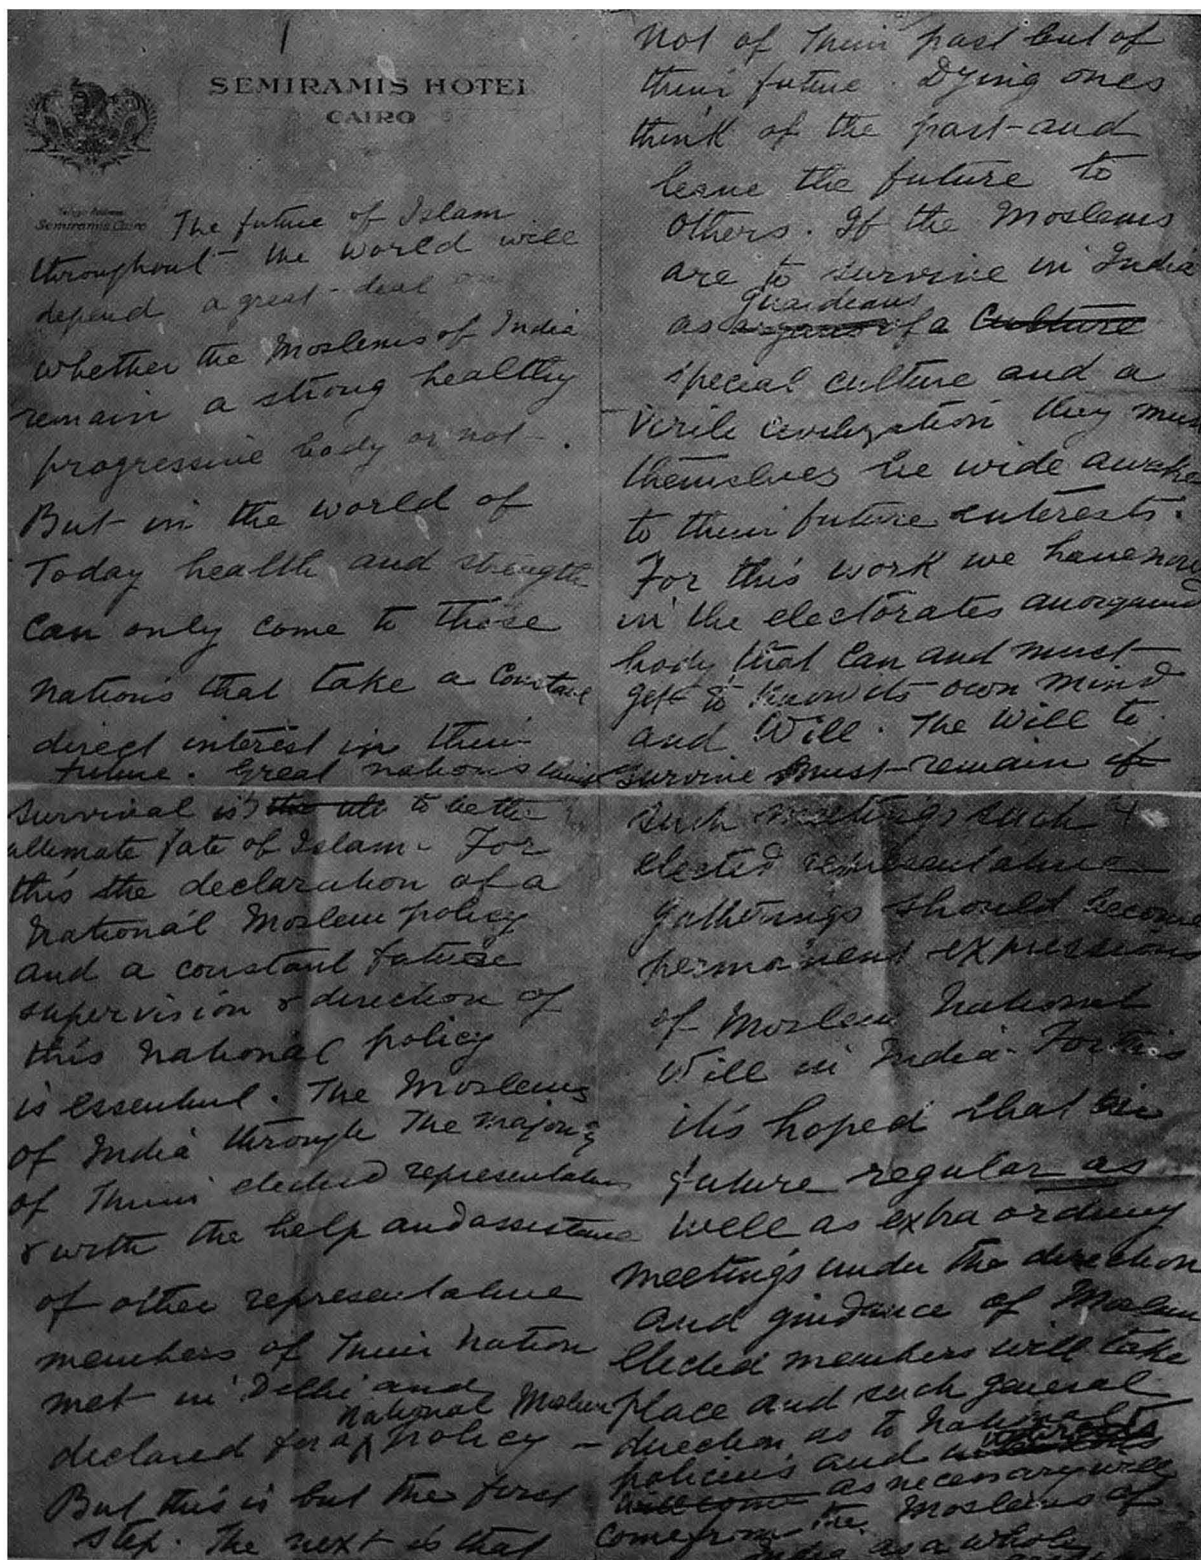 SEMIRAMIS HOTEL
CAIRO
Semiramis Cairo
The future of Islam
throughout the world will
depend a great deal on
whether the Moslems of India
remain a strong healthy
progressive body or not.
But in the world of
Today health and strength
can only come to those
nations that take a constant
direct interest in their
future. Great nations think
not of their past but of
their future. Dying ones
think of the past and
leave the future to
others. If the Moslems
are to survive in India
guardians
as of a culture
special culture and a
virile civilization they must
themselves be wide awake
to their future interests.
For this work we have now
in the electorates an organised
body that can and must
get to know its own mind
and Will. The Will to
survive must remain if
survival is the ult to be the
ultimate fate of Islam. For
this the declaration of a
National Moslem policy
and a constant future
supervision & direction of
this National policy
is essential. The Moslems
of India through The majority
of Their elected representatives
& with the help and assistance
of other representative
members of Their Nation
met in Delhi and
National Moslem
declared for a policy -
But this is but the first
step. The next is that
such meetings such &
elected representative
gatherings should become
permanent expressions
of Moslem National
Will in India. For this
it is hoped that in
future regular as
well as extra ordinary
meetings under the direction
and guidance of Moslem
elected members will take
place and such general
direction as to National
policies and interests
will come as necessary will
come from the Moslems of
India as a whole.